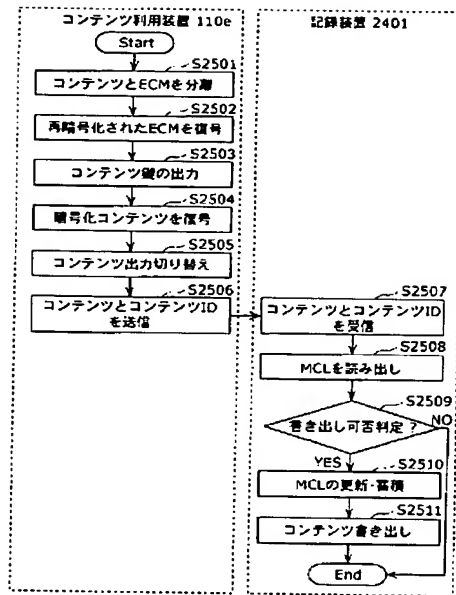 コンテンツ利用装置 110e
Start
S2501
コンテンツとECMを分離
S2502
再暗号化されたECMを復号
S2503
コンテンツ鍵の出力
S2504
暗号化コンテンツを復号
S2505
コンテンツ出力切り替え
S2506
コンテンツとコンテンツID
を送信
記録装置 2401
S2507
コンテンツとコンテンツID
を受信
S2508
MCLを読み出し
S2509
書き出し可否判定 ?
NO
YES
S2510
MCLの更新・蓄積
S2511
コンテンツ書き出し
End